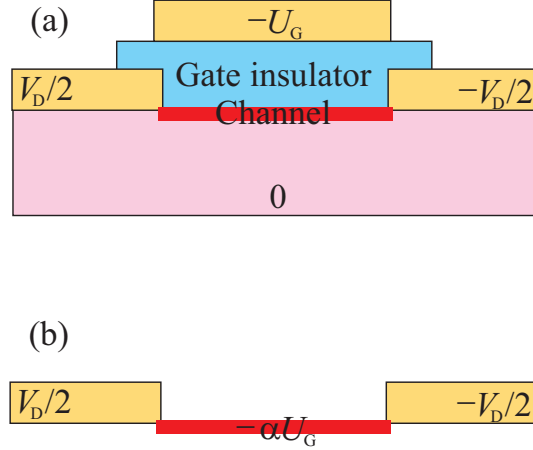 (a)
−U_G
Gate insulator
V_D/2
−V_D/2
Channel
0
(b)
V_D/2
−αU_G
−V_D/2